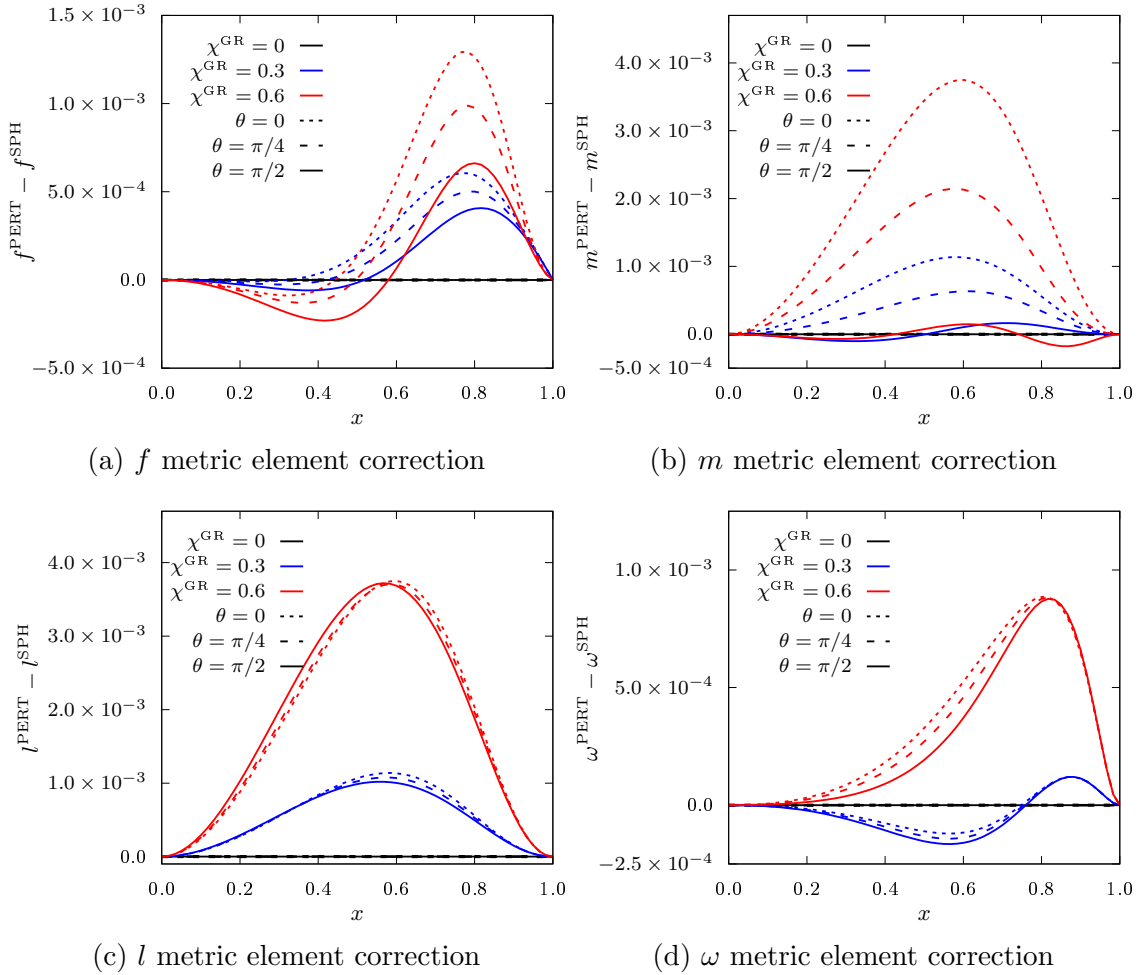 1.5 × 10⁻³
1.0 × 10⁻³
5.0 × 10⁻⁴
0.0
−5.0 × 10⁻⁴
f^PERT − f^SPH
χ^GR = 0
χ^GR = 0.3
χ^GR = 0.6
θ = 0
θ = π/4
θ = π/2
0.0 0.2 0.4 0.6 0.8 1.0
x
(a) f metric element correction
4.0 × 10⁻³
3.0 × 10⁻³
2.0 × 10⁻³
1.0 × 10⁻³
0.0
−5.0 × 10⁻⁴
m^PERT − m^SPH
χ^GR = 0
χ^GR = 0.3
χ^GR = 0.6
θ = 0
θ = π/4
θ = π/2
0.0 0.2 0.4 0.6 0.8 1.0
x
(b) m metric element correction
4.0 × 10⁻³
3.0 × 10⁻³
2.0 × 10⁻³
1.0 × 10⁻³
0.0
l^PERT − l^SPH
χ^GR = 0
χ^GR = 0.3
χ^GR = 0.6
θ = 0
θ = π/4
θ = π/2
0.0 0.2 0.4 0.6 0.8 1.0
x
(c) l metric element correction
1.0 × 10⁻³
5.0 × 10⁻⁴
0.0
−2.5 × 10⁻⁴
ω^PERT − ω^SPH
χ^GR = 0
χ^GR = 0.3
χ^GR = 0.6
θ = 0
θ = π/4
θ = π/2
0.0 0.2 0.4 0.6 0.8 1.0
x
(d) ω metric element correction